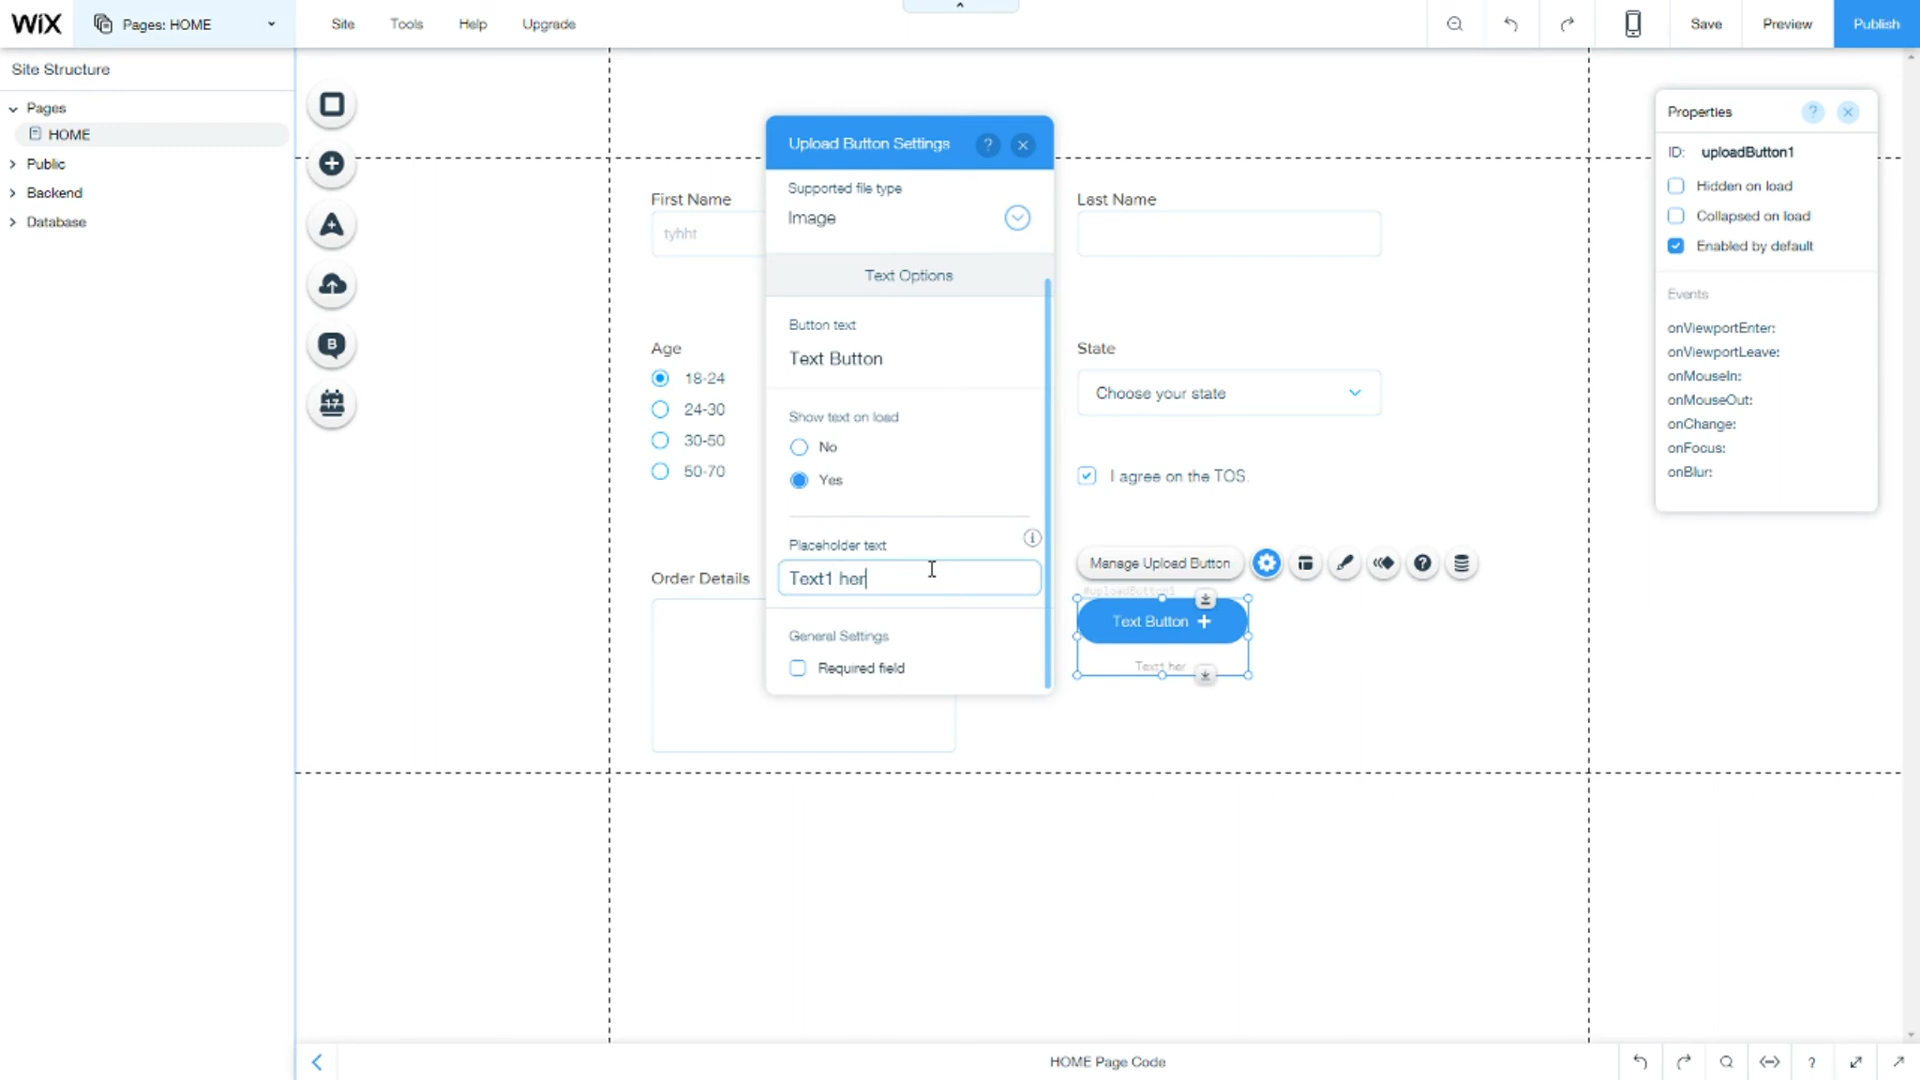 WiX
Pages: HOME
Site
Tools
Help
Upgrade
Save
Preview
Publish
Site Structure
Pages
HOME
Public
Backend
Database
B
17
Upload Button Settings
?
Supported file type
Image
Text Options
Button text
Text Button
Show text on load
No
Yes
Placeholder text
Text1 her
General Settings
Required field
First Name
tyhht
Last Name
Age
18-24
24-30
30-50
50-70
State
Choose your state
I agree on the TOS.
Order Details
Manage Upload Button
?
#uploadButton1
Text Button +
Text1 her
Properties
?
ID: uploadButton1
Hidden on load
Collapsed on load
Enabled by default
Events
onViewportEnter:
onViewportLeave:
onMouseIn:
onMouseOut:
onChange:
onFocus:
onBlur:
HOME Page Code
?